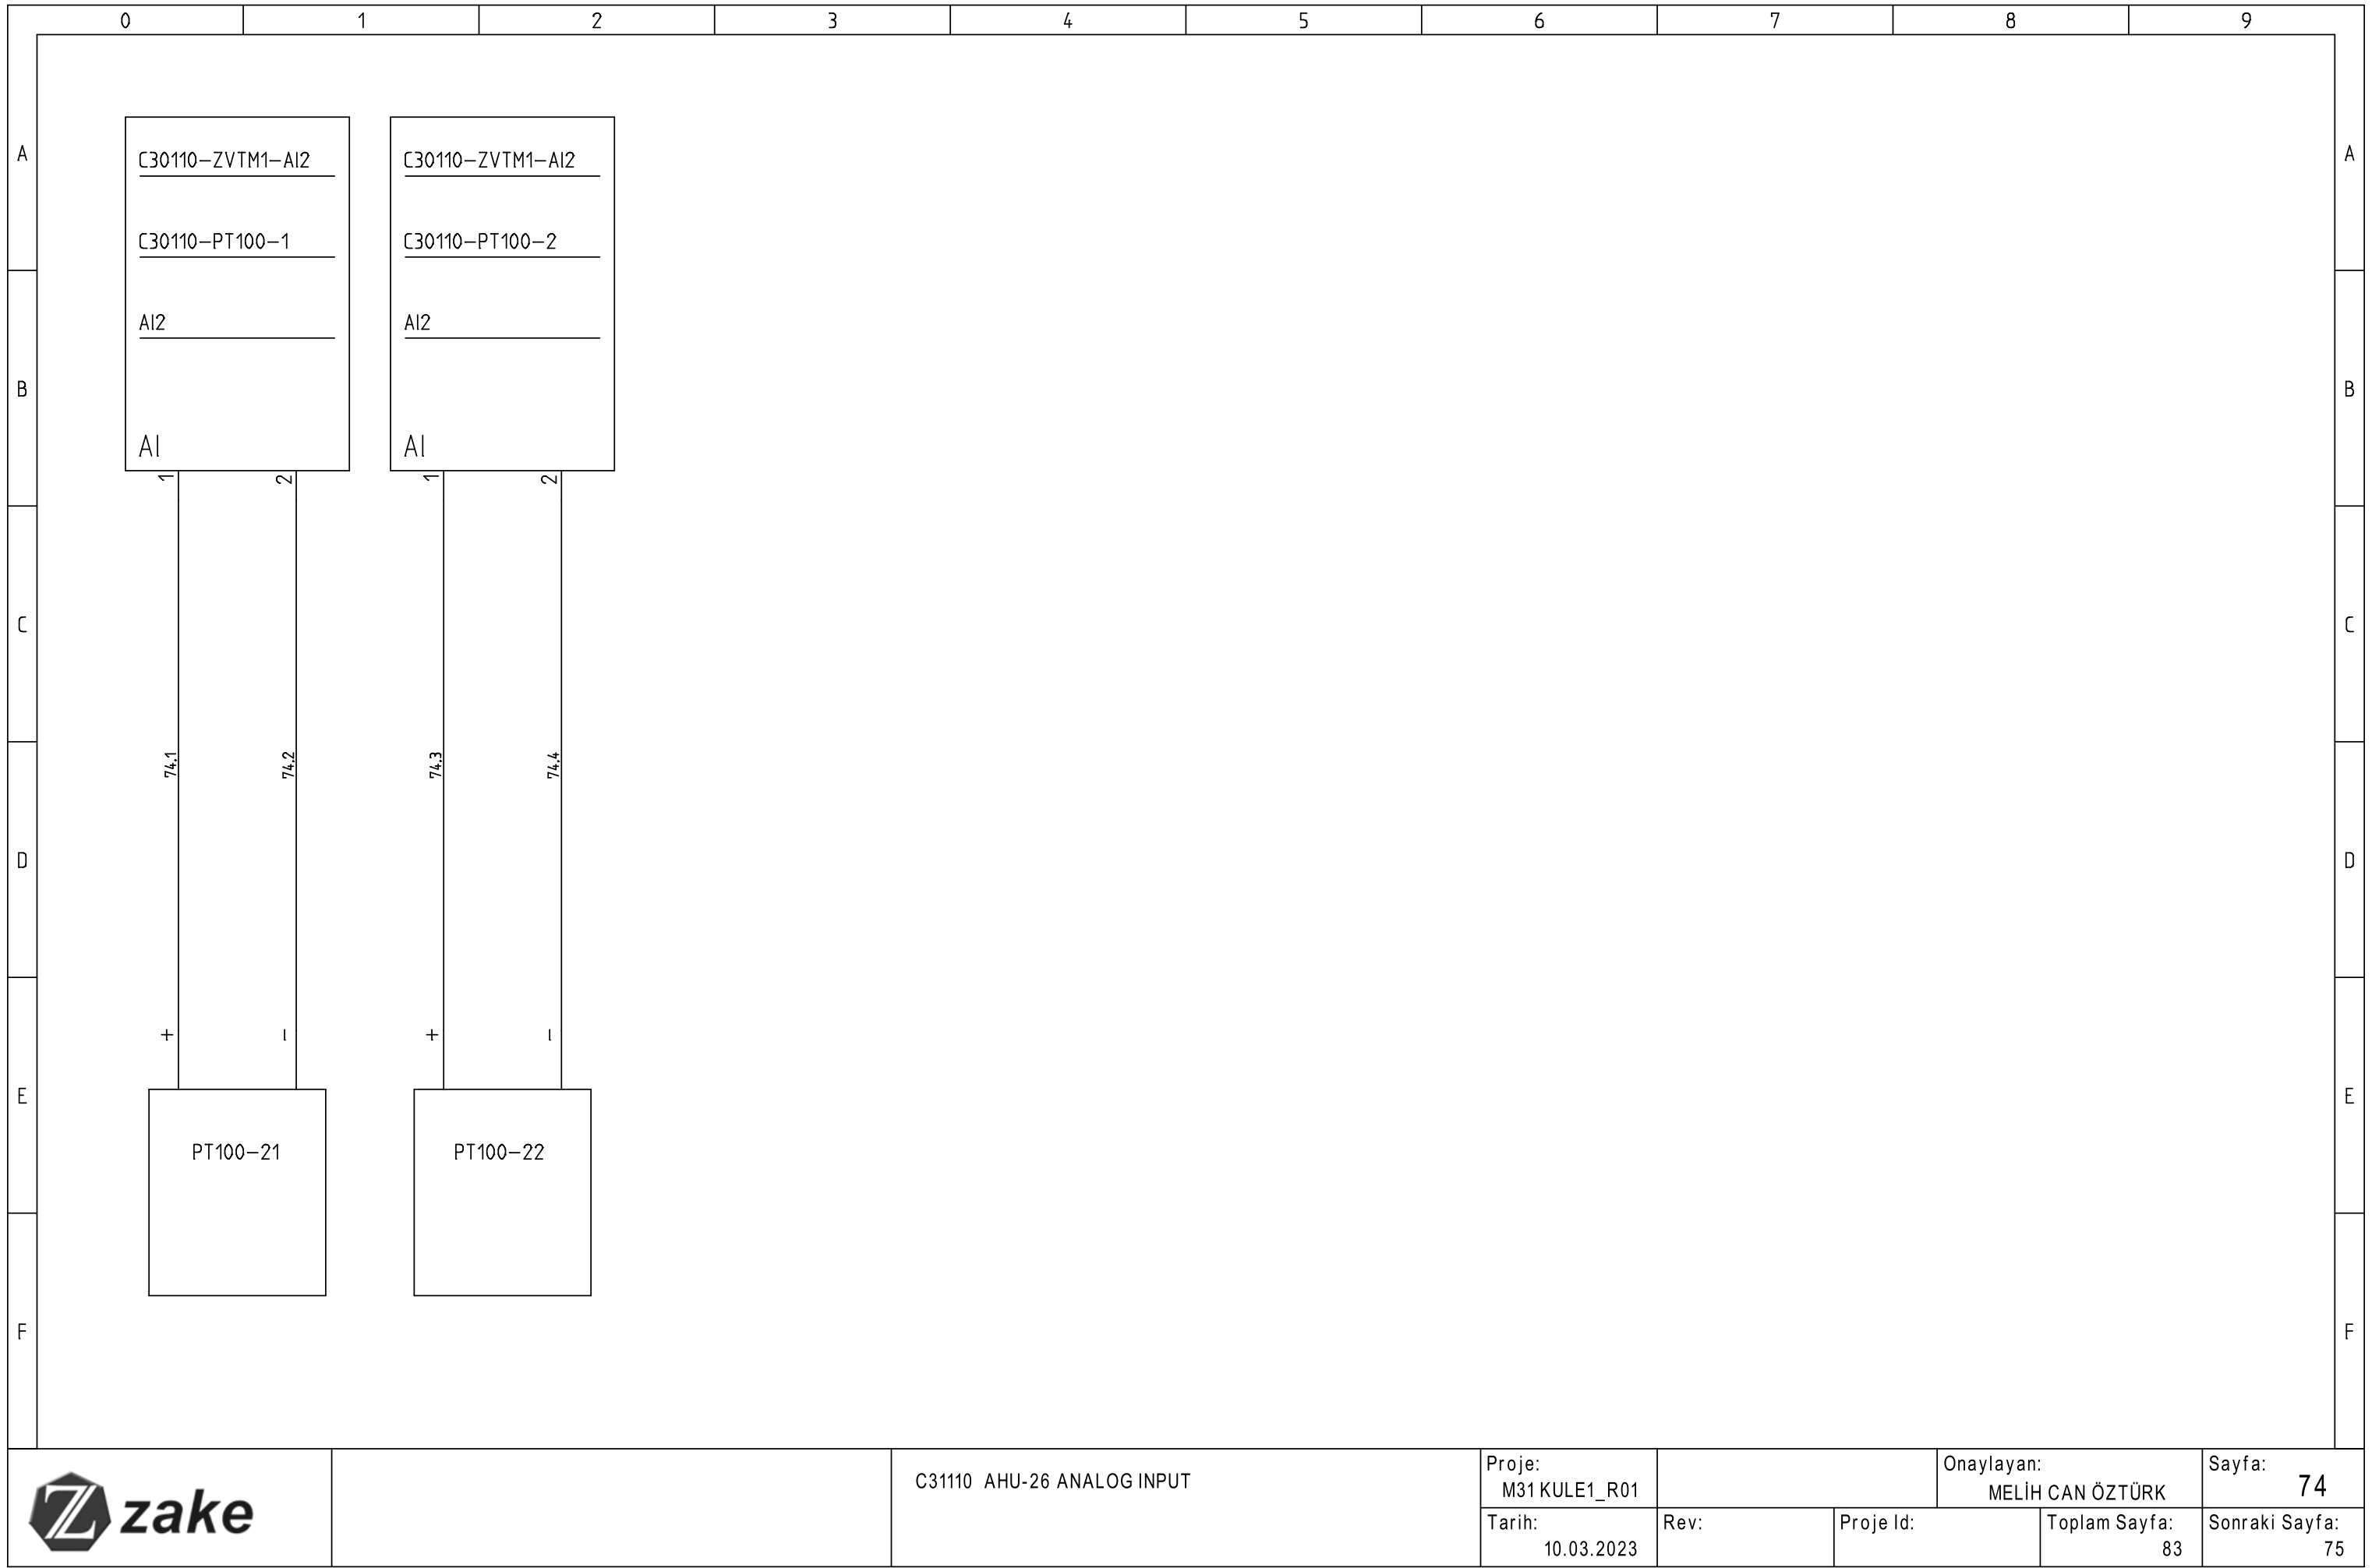 0 1 2 3 4 5 6 7 8 9
A A
C30110-ZVTM1-AI2 C30110-ZVTM1-AI2
C30110-PT100-1 C30110-PT100-2
AI2 AI2
B B
AI AI
1 2 1 2
C C
74.1 74.2 74.3 74.4
D D
+ - + -
E E
PT100-21 PT100-22
F F
zake
C31110 AHU-26 ANALOG INPUT
Proje:
M31 KULE1_R01
Onaylayan:
MELİH CAN ÖZTÜRK
Sayfa:
74
Tarih:
10.03.2023
Rev:
Proje Id:
Toplam Sayfa:
83
Sonraki Sayfa:
75